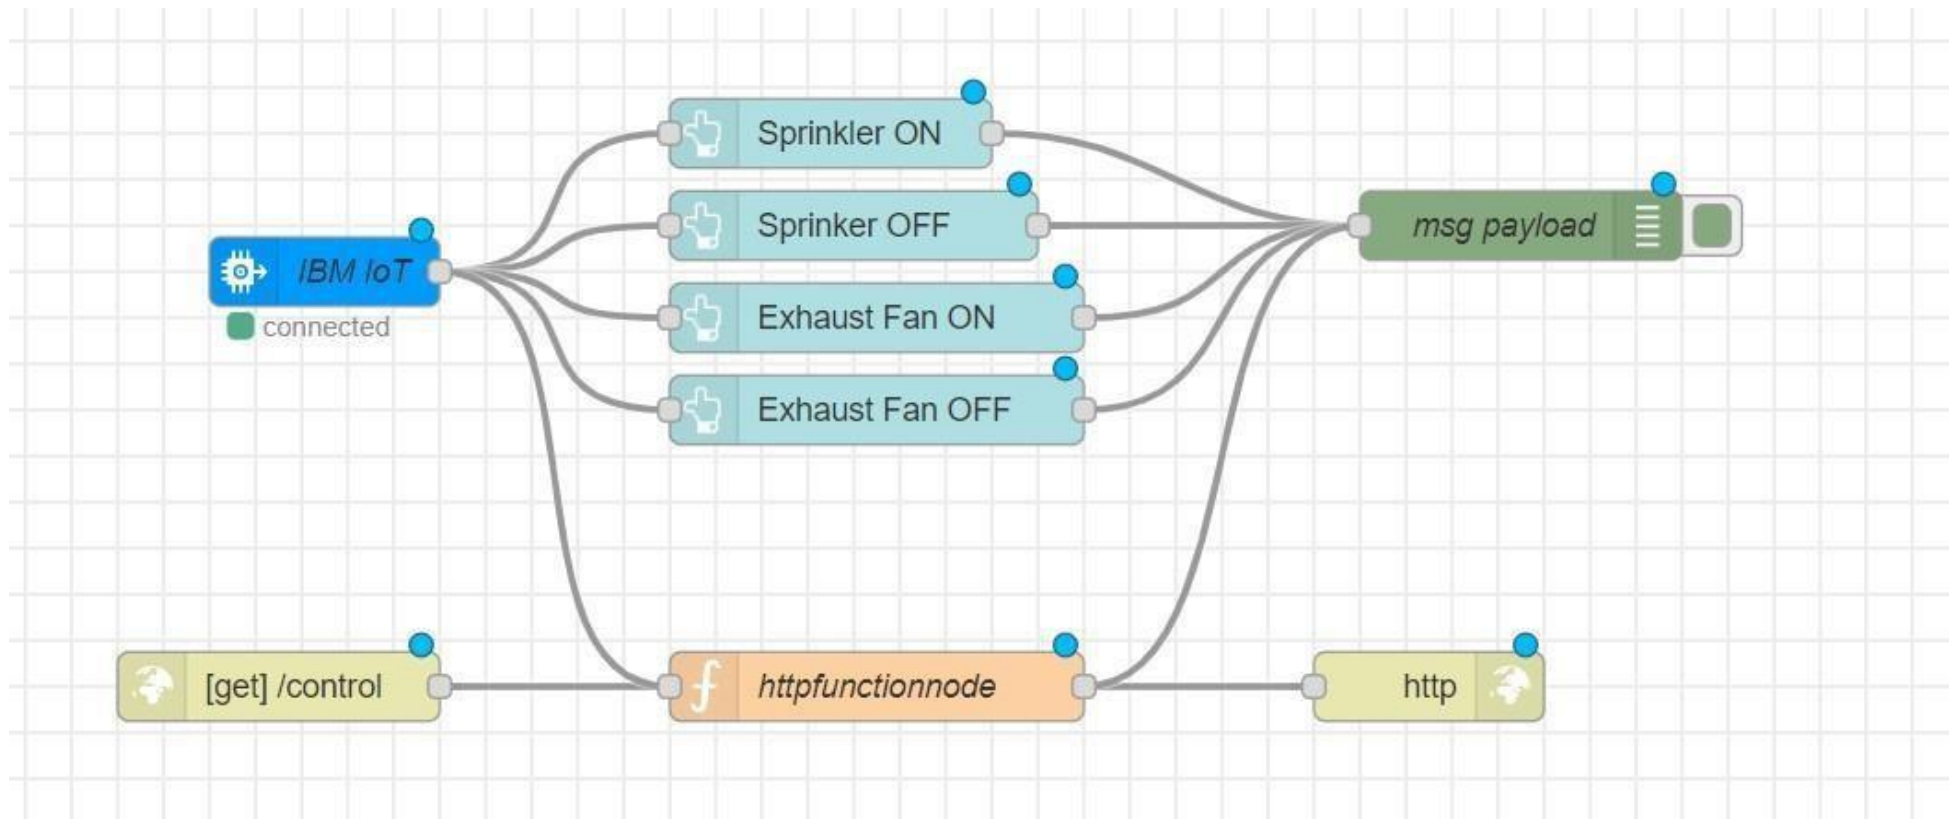 Sprinkler ON
Sprinker OFF
msg payload
IBM IoT
connected
Exhaust Fan ON
Exhaust Fan OFF
[get] /control
httpfunctionnode
http